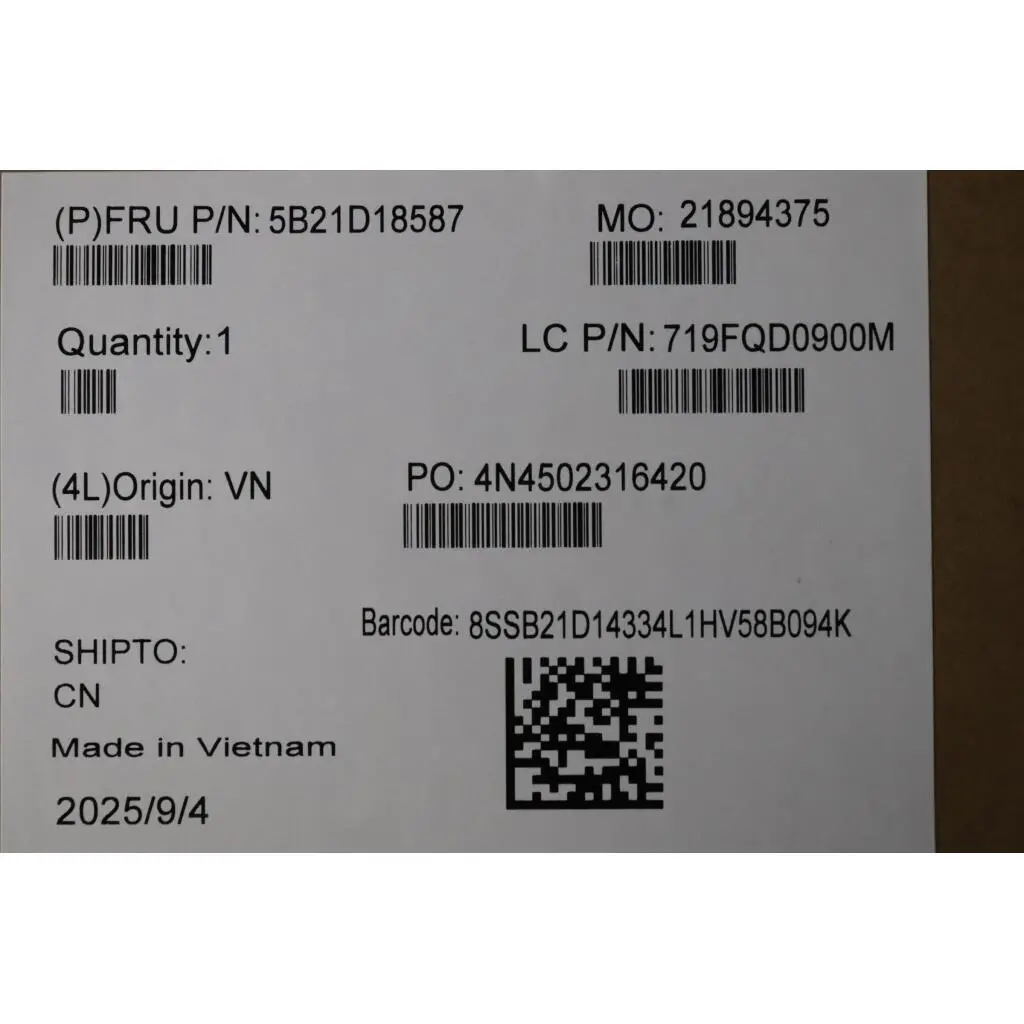 (P)FRU P/N: 5B21D18587
MO: 21894375
Quantity:1
LC P/N: 719FQD0900M
(4L)Origin: VN
PO: 4N4502316420
Barcode: 8SSB21D14334L1HV58B094K
SHIPTO:
CN
Made in Vietnam
2025/9/4